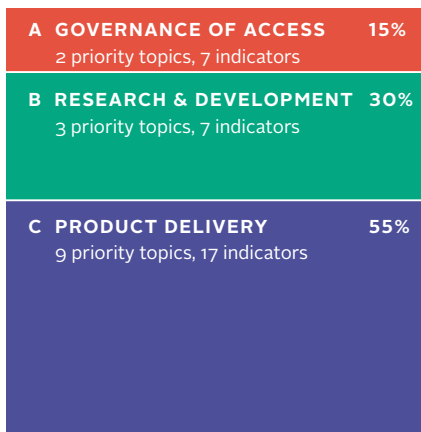 A GOVERNANCE OF ACCESS 15%
2 priority topics, 7 indicators
B RESEARCH & DEVELOPMENT 30%
3 priority topics, 7 indicators
C PRODUCT DELIVERY 55%
9 priority topics, 17 indicators